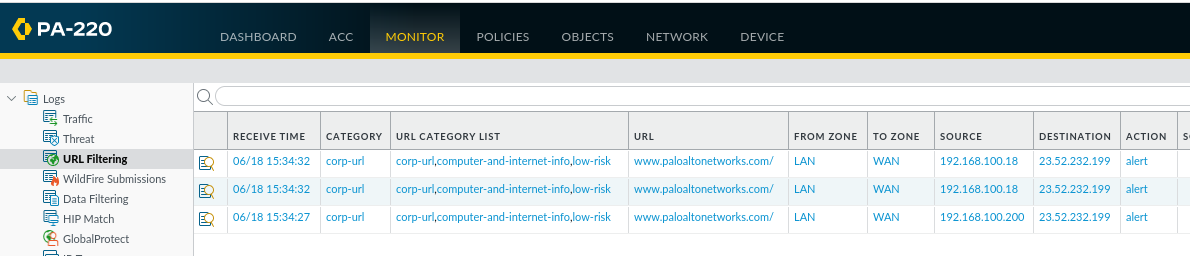 PA-220
DASHBOARD ACC MONITOR POLICIES OBJECTS NETWORK DEVICE
Logs
Traffic
Threat
URL Filtering
WildFire Submissions
Data Filtering
HIP Match
GlobalProtect
RECEIVE TIME CATEGORY URL CATEGORY LIST URL FROM ZONE TO ZONE SOURCE DESTINATION ACTION
06/18 15:34:32 corp-url corp-url,computer-and-internet-info,low-risk www.paloaltonetworks.com/ LAN WAN 192.168.100.18 23.52.232.199 alert
06/18 15:34:32 corp-url corp-url,computer-and-internet-info,low-risk www.paloaltonetworks.com/ LAN WAN 192.168.100.18 23.52.232.199 alert
06/18 15:34:27 corp-url corp-url,computer-and-internet-info,low-risk www.paloaltonetworks.com/ LAN WAN 192.168.100.200 23.52.232.199 alert